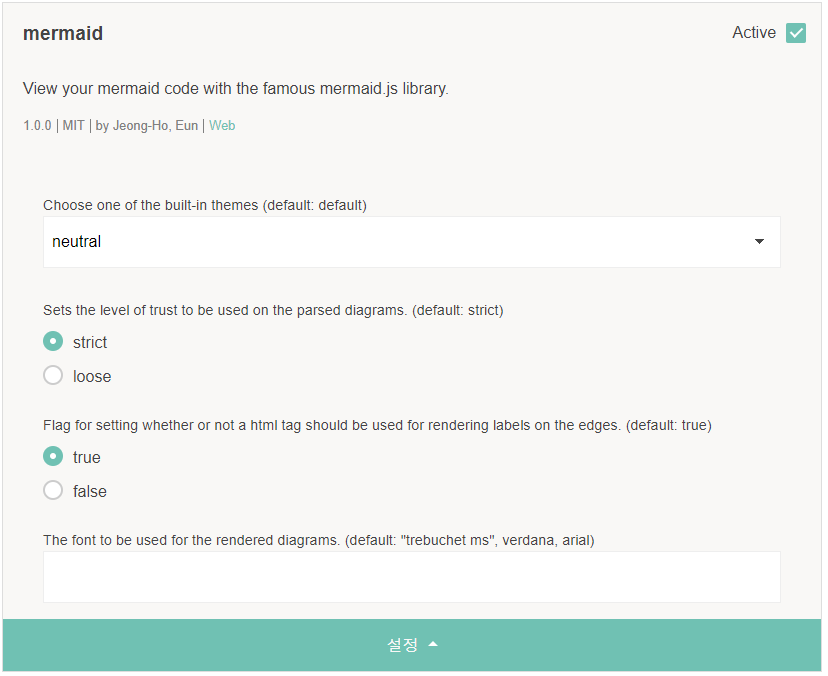 mermaid
Active
View your mermaid code with the famous mermaid.js library.
1.0.0 | MIT | by Jeong-Ho, Eun | Web
Choose one of the built-in themes (default: default)
neutral
Sets the level of trust to be used on the parsed diagrams. (default: strict)
strict
loose
Flag for setting whether or not a html tag should be used for rendering labels on the edges. (default: true)
true
false
The font to be used for the rendered diagrams. (default: "trebuchet ms", verdana, arial)
설정